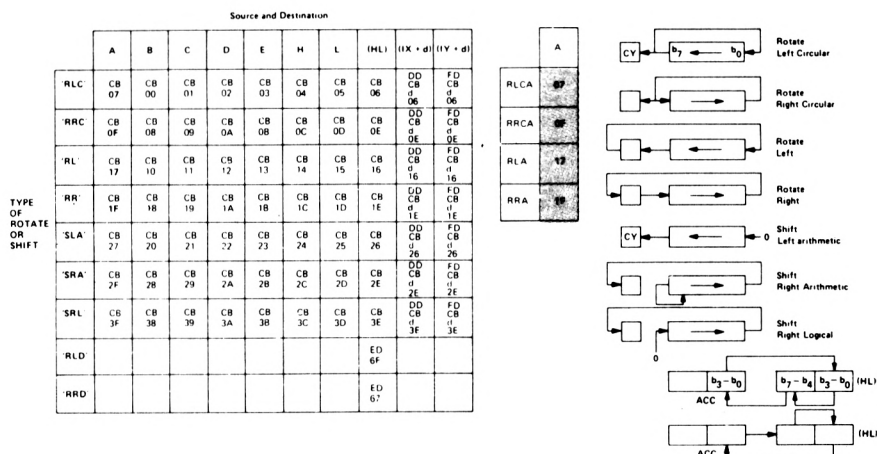 Source and Destination
A B C D E H L (HL) (IX + d) (IY + d)
'RLC' CB 07 CB 00 CB 01 CB 02 CB 03 CB 04 CB 05 CB 06 DD CB d 06 FD CB d 06
'RRC' CB 0F CB 08 CB 09 CB 0A CB 0B CB 0C CB 0D CB 0E DD CB d 0E FD CB d 0E
'RL' CB 17 CB 10 CB 11 CB 12 CB 13 CB 14 CB 15 CB 16 DD CB d 16 FD CB d 16
'RR' CB 1F CB 18 CB 19 CB 1A CB 1B CB 1C CB 1D CB 1E DD CB d 1E FD CB d 1E
'SLA' CB 27 CB 20 CB 21 CB 22 CB 23 CB 24 CB 25 CB 26 DD CB d 26 FD CB d 26
'SRA' CB 2F CB 28 CB 29 CB 2A CB 2B CB 2C CB 2D CB 2E DD CB d 2E FD CB d 2E
'SRL CB 3F CB 38 CB 39 CB 3A CB 3B CB 3C CB 3D CB 3E DD CB d 3E FD CB d 3E
'RLD' ED 6F
'RRD' ED 67
TYPE
OF
ROTATE
OR
SHIFT
A
RLCA 07
RRCA 0F
RLA 17
RRA
CY b7 b0 Rotate
Left Circular
Rotate
Right Circular
Rotate
Left
Rotate
Right
CY 0 Shift
Left arithmetic
Shift
Right Arithmetic
Shift
Right Logical
0
b3-b0 b7-b4 b3-b0 (HL)
ACC
(HL)
ACC